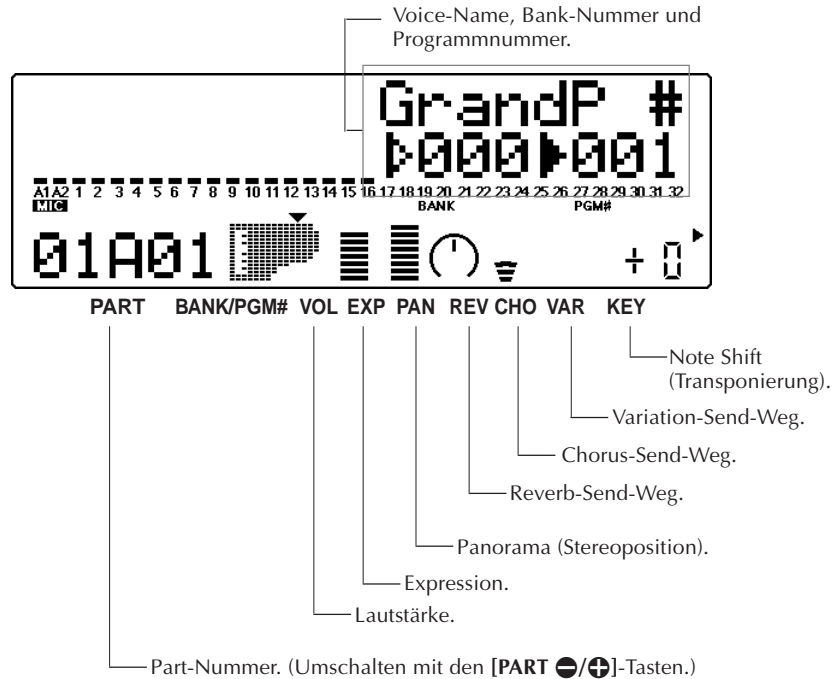 Voice-Name, Bank-Nummer und
Programmnummer.
GrandP #
000 001
A1 A2 1 2 3 4 5 6 7 8 9 10 11 12 13 14 15 16 17 18 19 20 21 22 23 24 25 26 27 28 29 30 31 32
MIC BANK PGM#
01A01 + 0
PART BANK/PGM# VOL EXP PAN REV CHO VAR KEY
Note Shift
(Transponierung).
Variation-Send-Weg.
Chorus-Send-Weg.
Reverb-Send-Weg.
Panorama (Stereoposition).
Expression.
Lautstärke.
Part-Nummer. (Umschalten mit den [PART ⊖/⊕]-Tasten.)